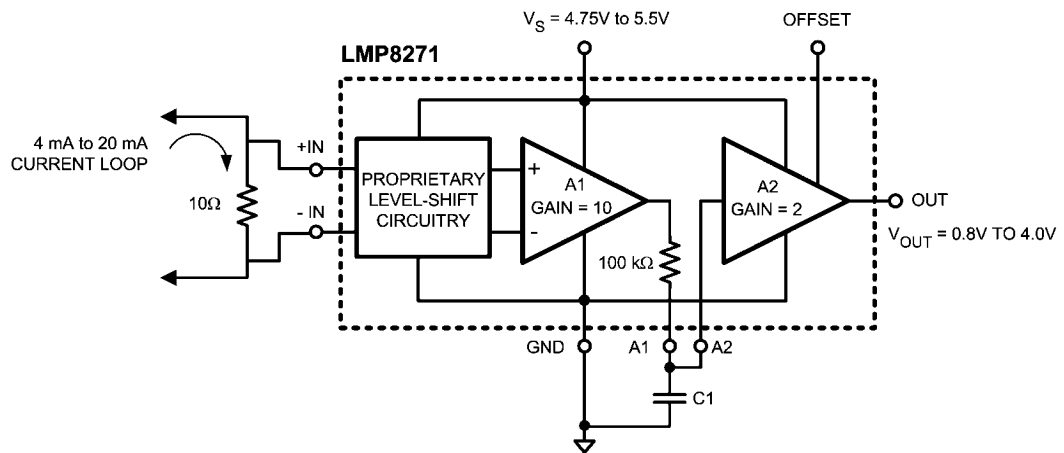 V_S = 4.75V to 5.5V
OFFSET
LMP8271
4 mA to 20 mA
CURRENT LOOP
+IN
10Ω
- IN
PROPRIETARY
LEVEL-SHIFT
CIRCUITRY
+
-
A1
GAIN = 10
100 kΩ
A2
GAIN = 2
OUT
V_OUT = 0.8V TO 4.0V
GND
A1
A2
C1